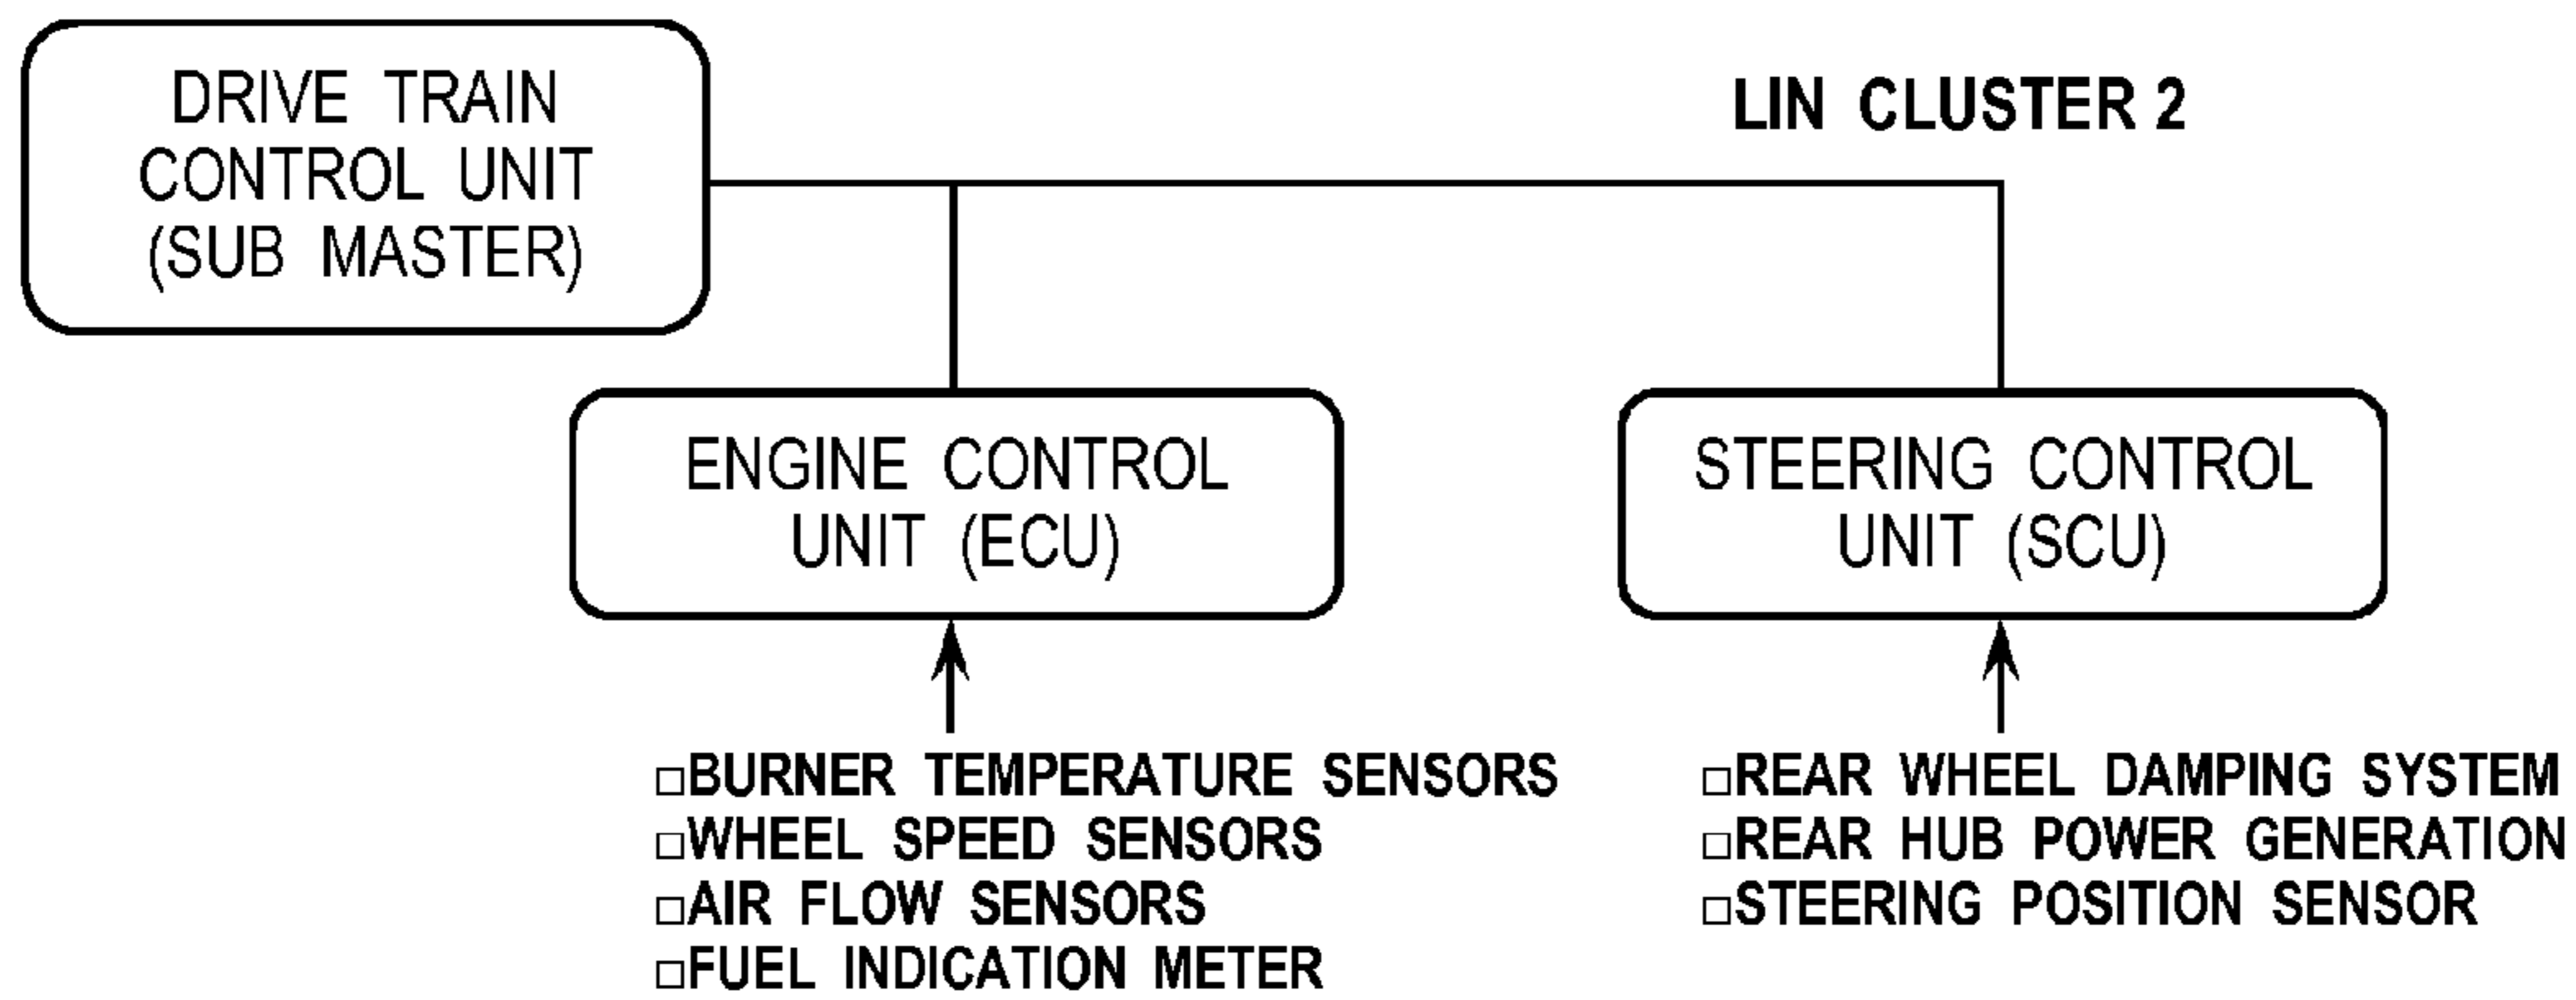 DRIVE TRAIN
CONTROL UNIT
(SUB MASTER)
LIN CLUSTER 2
ENGINE CONTROL
UNIT (ECU)
STEERING CONTROL
UNIT (SCU)
□BURNER TEMPERATURE SENSORS
□WHEEL SPEED SENSORS
□AIR FLOW SENSORS
□FUEL INDICATION METER
□REAR WHEEL DAMPING SYSTEM
□REAR HUB POWER GENERATION
□STEERING POSITION SENSOR